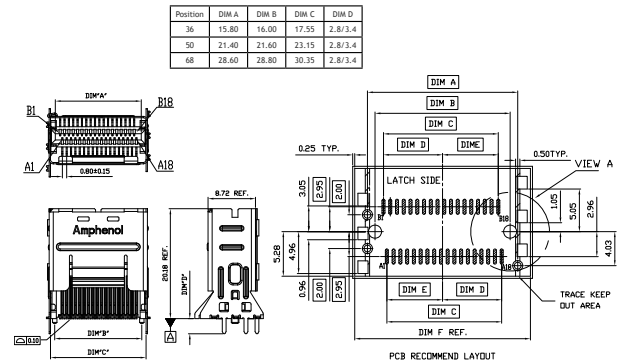 Position DIM A DIM B DIM C DIM D
36 15.80 16.00 17.55 2.8/3.4
50 21.40 21.60 23.15 2.8/3.4
68 28.60 28.80 30.35 2.8/3.4
DIM"A"
B1
B18
A1
A18
0.80±0.15
Amphenol
20.18 REF.
DIM"D"
A
0.10
DIM"B"
DIM"C"
8.72 REF.
DIM A
DIM B
DIM C
DIM D
DIM E
0.25 TYP.
0.50TYP.
VIEW A
LATCH SIDE
3.05
2.95
2.00
B1
B18
1.05
5.05
2.96
5.28
4.96
0.96
2.00
2.95
A1
A18
4.03
DIM E
DIM D
DIM C
DIM F REF.
TRACE KEEP
OUT AREA
PCB RECOMMEND LAYOUT